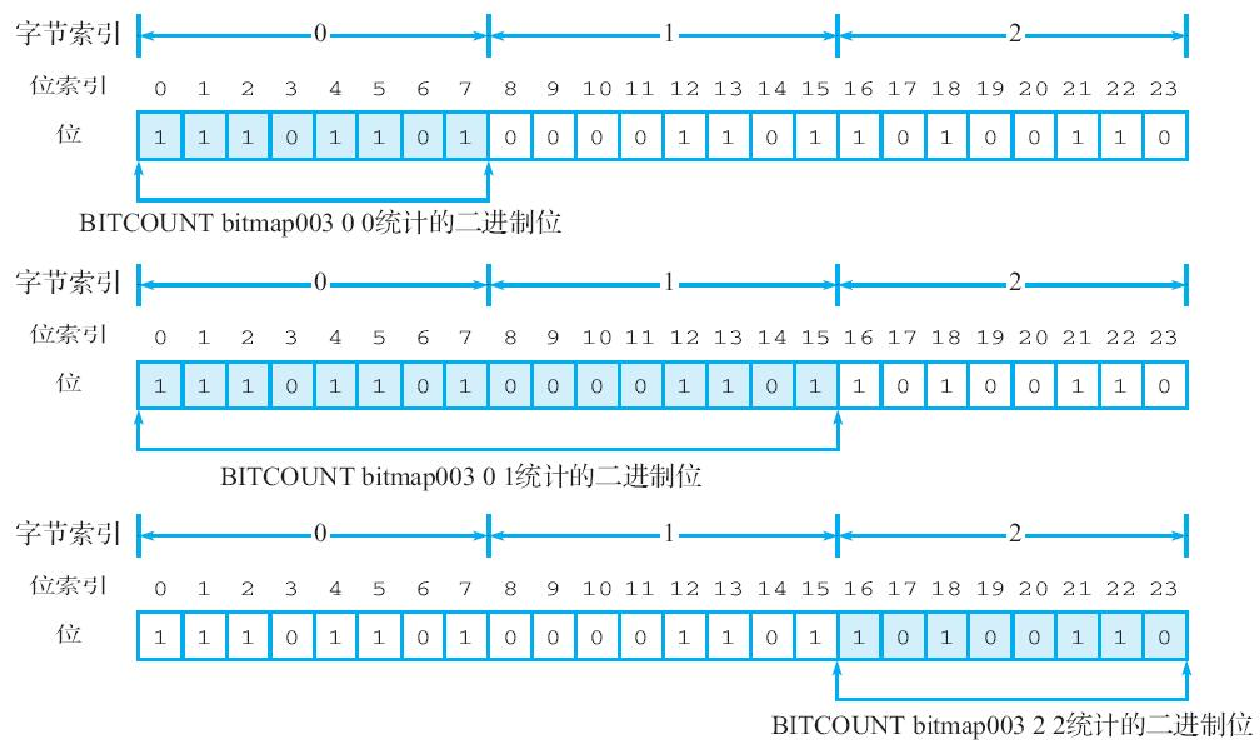 字节索引 0 1 2
位索引 0 1 2 3 4 5 6 7 8 9 10 11 12 13 14 15 16 17 18 19 20 21 22 23
位 1 1 1 0 1 1 0 1 0 0 0 0 1 1 0 1 1 0 1 0 0 1 1 0
BITCOUNT bitmap003 0 0统计的二进制位
字节索引 0 1 2
位索引 0 1 2 3 4 5 6 7 8 9 10 11 12 13 14 15 16 17 18 19 20 21 22 23
位 1 1 1 0 1 1 0 1 0 0 0 0 1 1 0 1 1 0 1 0 0 1 1 0
BITCOUNT bitmap003 0 1统计的二进制位
字节索引 0 1 2
位索引 0 1 2 3 4 5 6 7 8 9 10 11 12 13 14 15 16 17 18 19 20 21 22 23
位 1 1 1 0 1 1 0 1 0 0 0 0 1 1 0 1 1 0 1 0 0 1 1 0
BITCOUNT bitmap003 2 2统计的二进制位